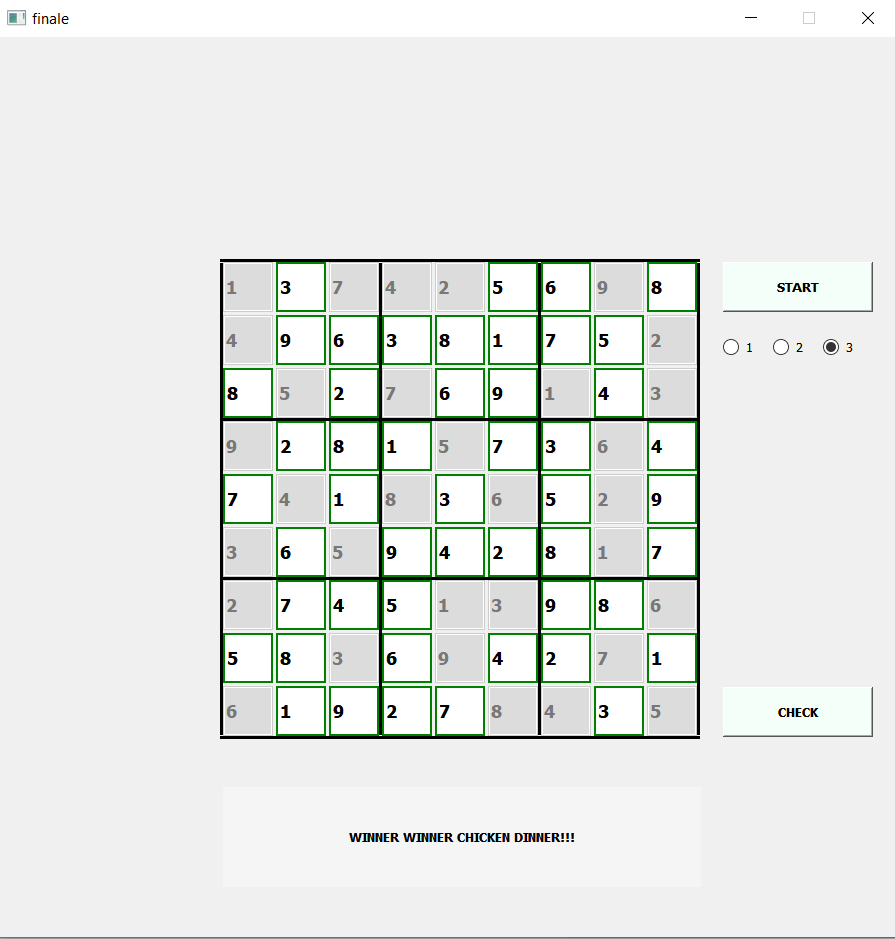 finale
1 3 7 4 2 5 6 9 8
START
4 9 6 3 8 1 7 5 2
1 2 3
8 5 2 7 6 9 1 4 3
9 2 8 1 5 7 3 6 4
7 4 1 8 3 6 5 2 9
3 6 5 9 4 2 8 1 7
2 7 4 5 1 3 9 8 6
5 8 3 6 9 4 2 7 1
6 1 9 2 7 8 4 3 5
CHECK
WINNER WINNER CHICKEN DINNER!!!